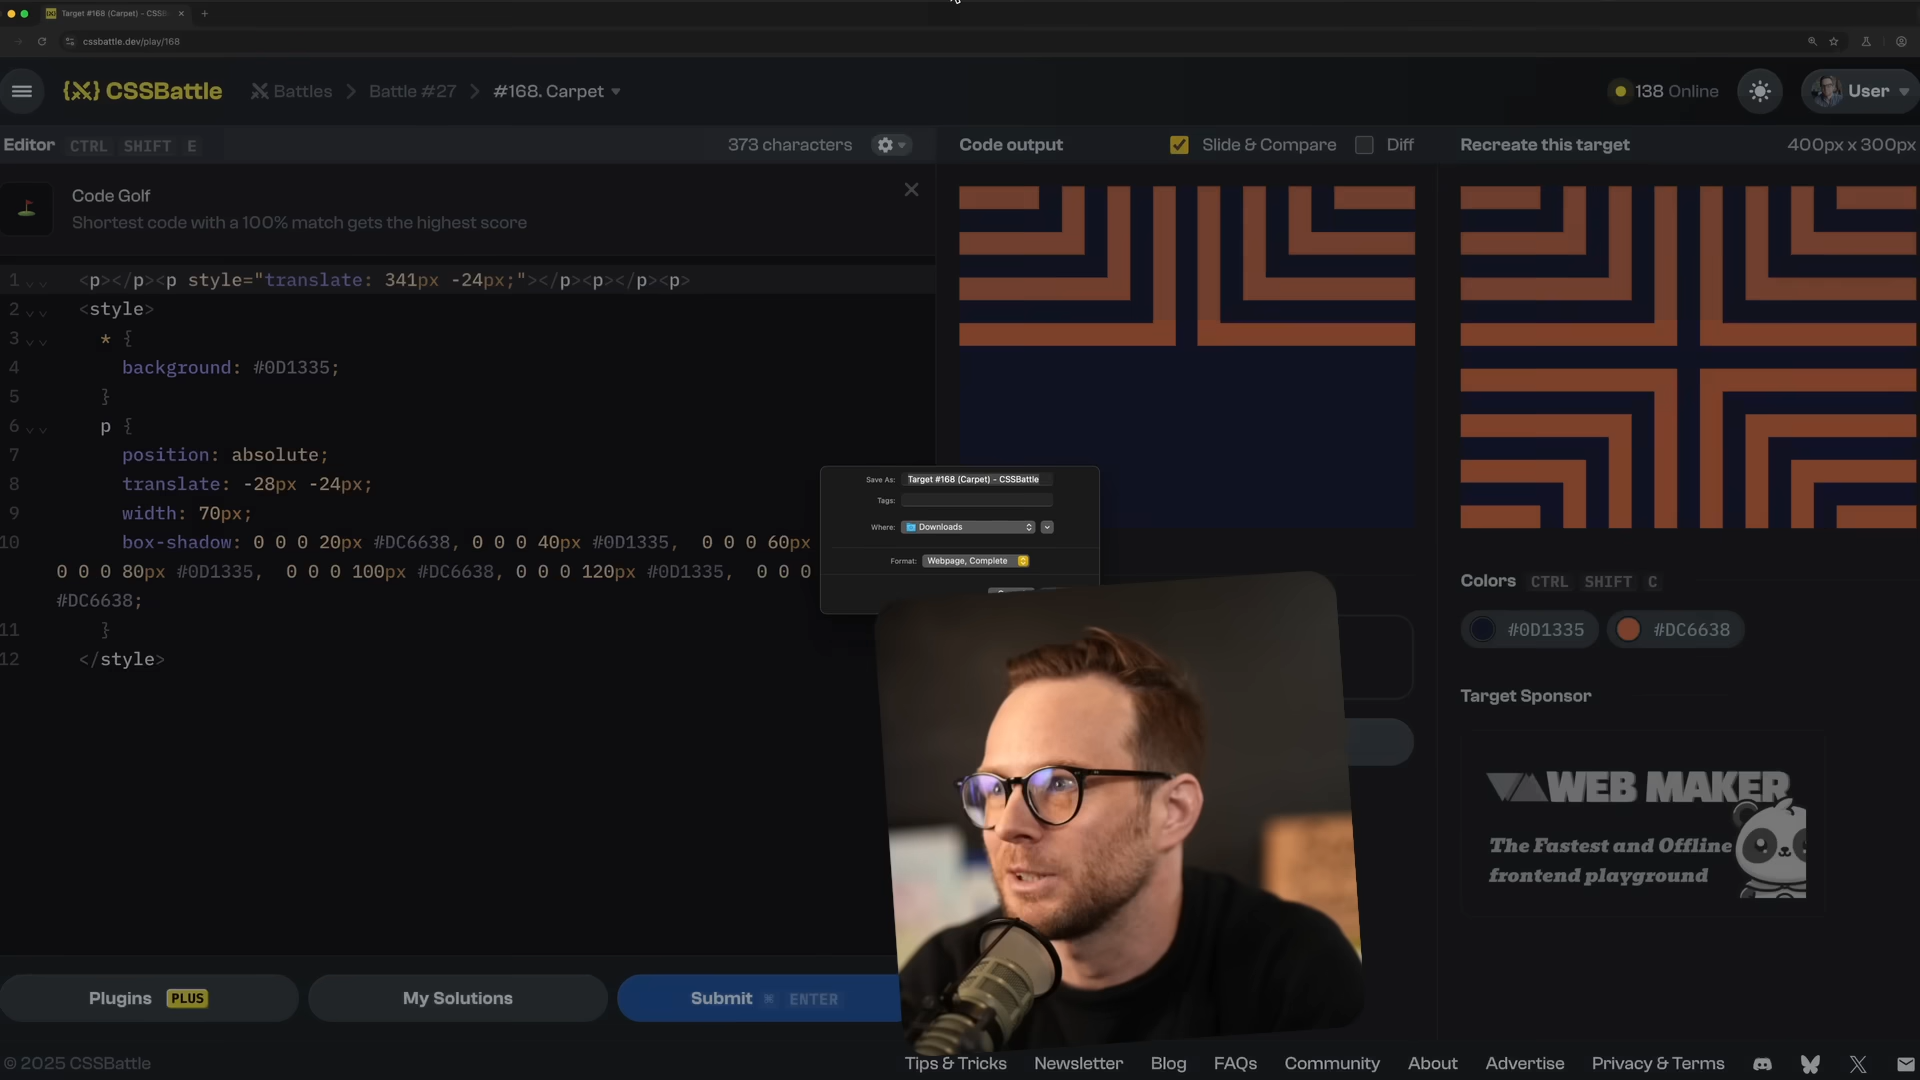 Target #168 (Carpet) - CSSB
cssbattle.dev/play/168
CSSBattle
Battles
Battle #27
#168. Carpet
138 Online
User
Editor CTRL SHIFT E
373 characters
Code output
Slide & Compare
Diff
Recreate this target
400px x 300px
Code Golf
Shortest code with a 100% match gets the highest score
1 <p></p><p style="translate: 341px -24px;"></p><p></p><p>
2 <style>
3 * {
4 background: #0D1335;
5 }
6 p {
7 position: absolute;
8 translate: -28px -24px;
9 width: 70px;
10 box-shadow: 0 0 0 20px #DC6638, 0 0 0 40px #0D1335, 0 0 0 60px
0 0 0 80px #0D1335, 0 0 0 100px #DC6638, 0 0 0 120px #0D1335, 0 0 0
#DC6638;
11 }
12 </style>
Save As: Target #168 (Carpet) - CSSBattle
Tags:
Where: Downloads
Format: Webpage, Complete
Colors CTRL SHIFT C
#0D1335
#DC6638
Target Sponsor
WEB MAKER
The Fastest and Offline
frontend playground
Plugins PLUS
My Solutions
Submit ⌘ ENTER
© 2025 CSSBattle
Tips & Tricks
Newsletter
Blog
FAQs
Community
About
Advertise
Privacy & Terms